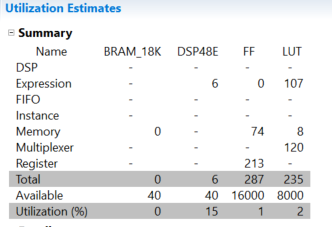 Utilization Estimates
Summary
Name BRAM_18K DSP48E FF LUT
DSP - - - -
Expression - 6 0 107
FIFO - - - -
Instance - - - -
Memory 0 - 74 8
Multiplexer - - - 120
Register - - 213 -
Total 0 6 287 235
Available 40 40 16000 8000
Utilization (%) 0 15 1 2